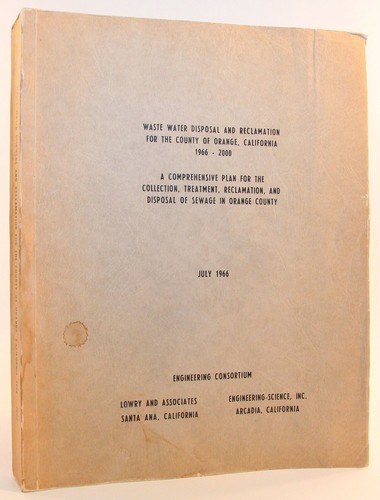 WASTE WATER DISPOSAL AND RECLAMATION
FOR THE COUNTY OF ORANGE, CALIFORNIA
1966 - 2000
A COMPREHENSIVE PLAN FOR THE
COLLECTION, TREATMENT, RECLAMATION, AND
DISPOSAL OF SEWAGE IN ORANGE COUNTY
JULY 1966
ENGINEERING CONSORTIUM
LOWRY AND ASSOCIATES
SANTA ANA, CALIFORNIA
ENGINEERING-SCIENCE, INC.
ARCADIA, CALIFORNIA